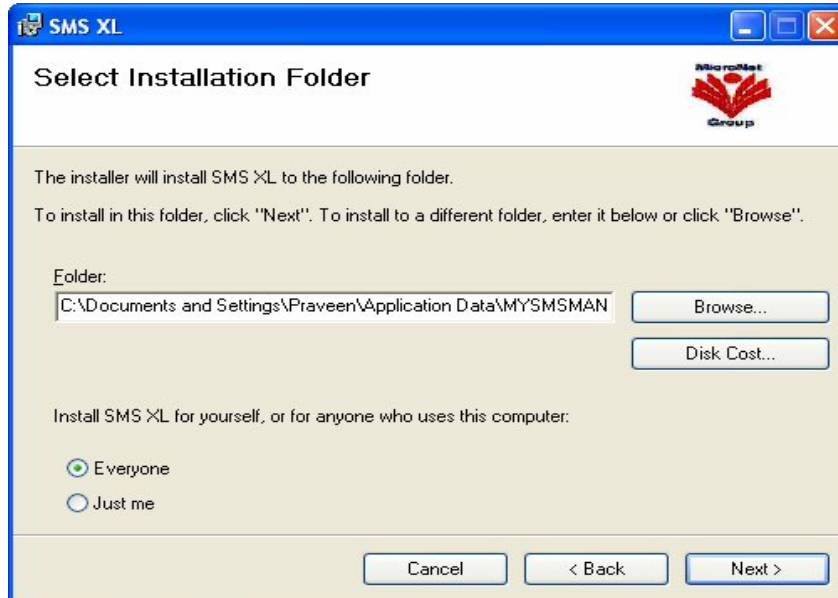 SMS XL
Select Installation Folder
MicroNet
Group
The installer will install SMS XL to the following folder.
To install in this folder, click "Next". To install to a different folder, enter it below or click "Browse".
Folder:
C:\Documents and Settings\Praveen\Application Data\MYSMSMAN
Browse...
Disk Cost...
Install SMS XL for yourself, or for anyone who uses this computer:
Everyone
Just me
Cancel
< Back
Next >